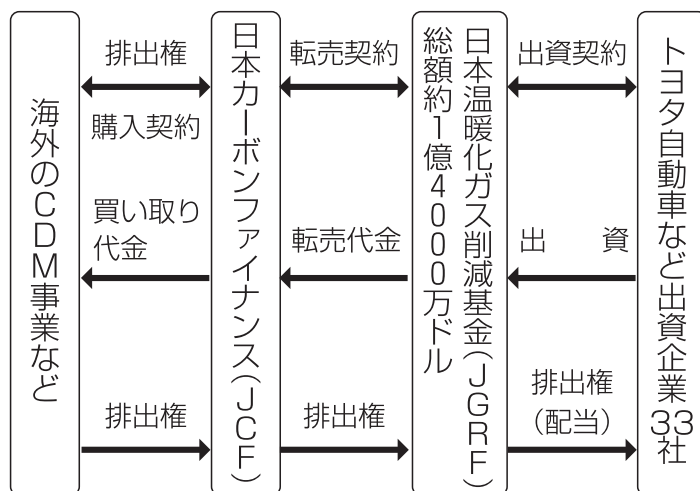 海外のCDM事業など
排出権
購入契約
買い取り
代金
排出権
日本カーボンファイナンス(JCF)
転売契約
転売代金
排出権
日本温暖化ガス削減基金(JGRF)
総額約1億4000万ドル
出資契約
出資
排出権
(配当)
トヨタ自動車など出資企業33社